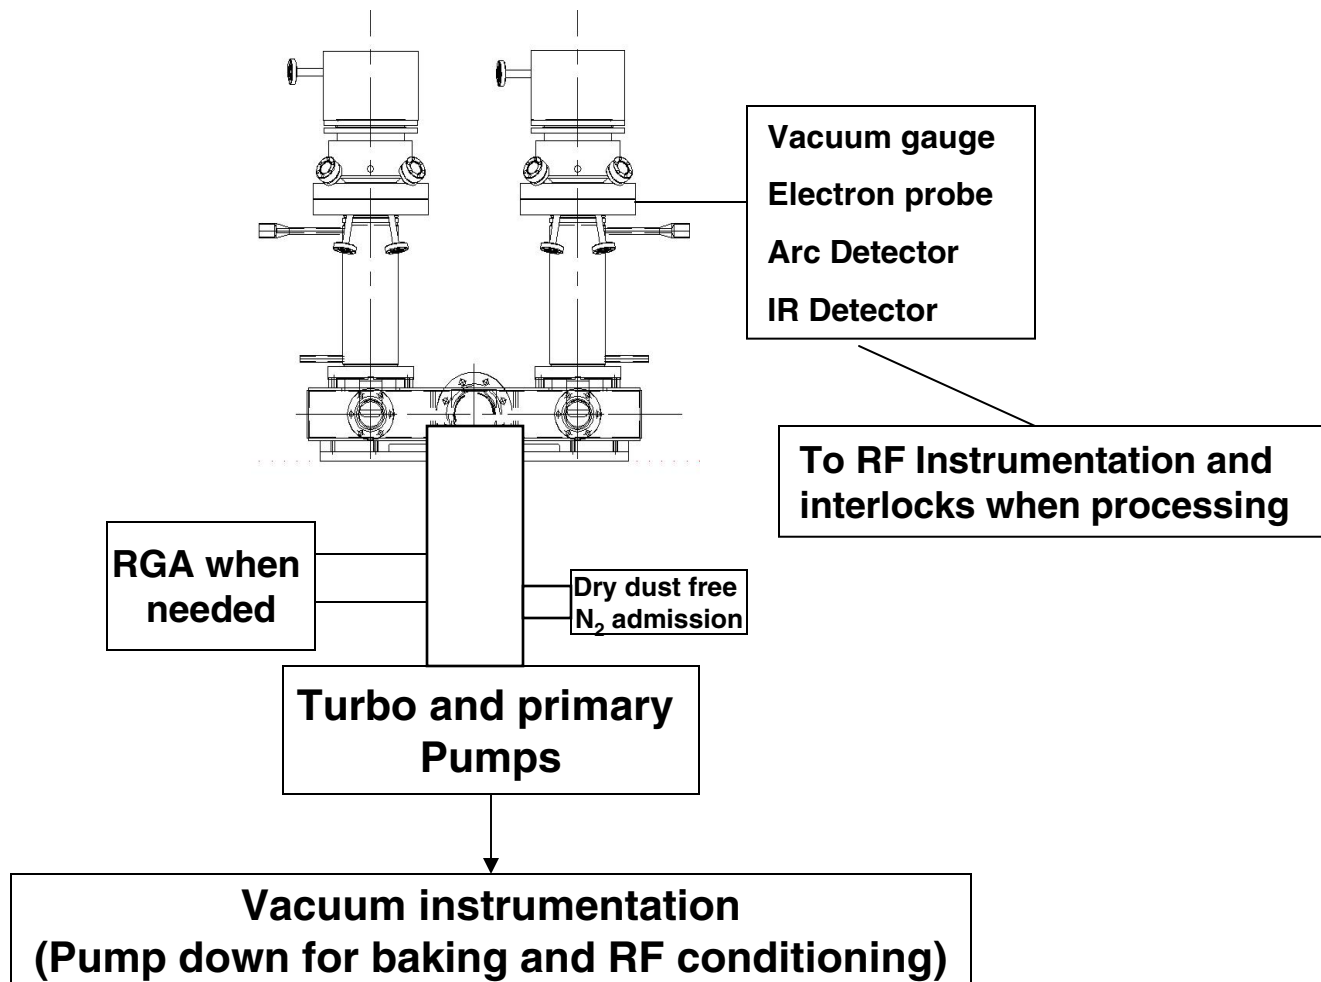 Vacuum gauge
Electron probe
Arc Detector
IR Detector
To RF Instrumentation and
interlocks when processing
RGA when
needed
Dry dust free
N₂ admission
Turbo and primary
Pumps
Vacuum instrumentation
(Pump down for baking and RF conditioning)